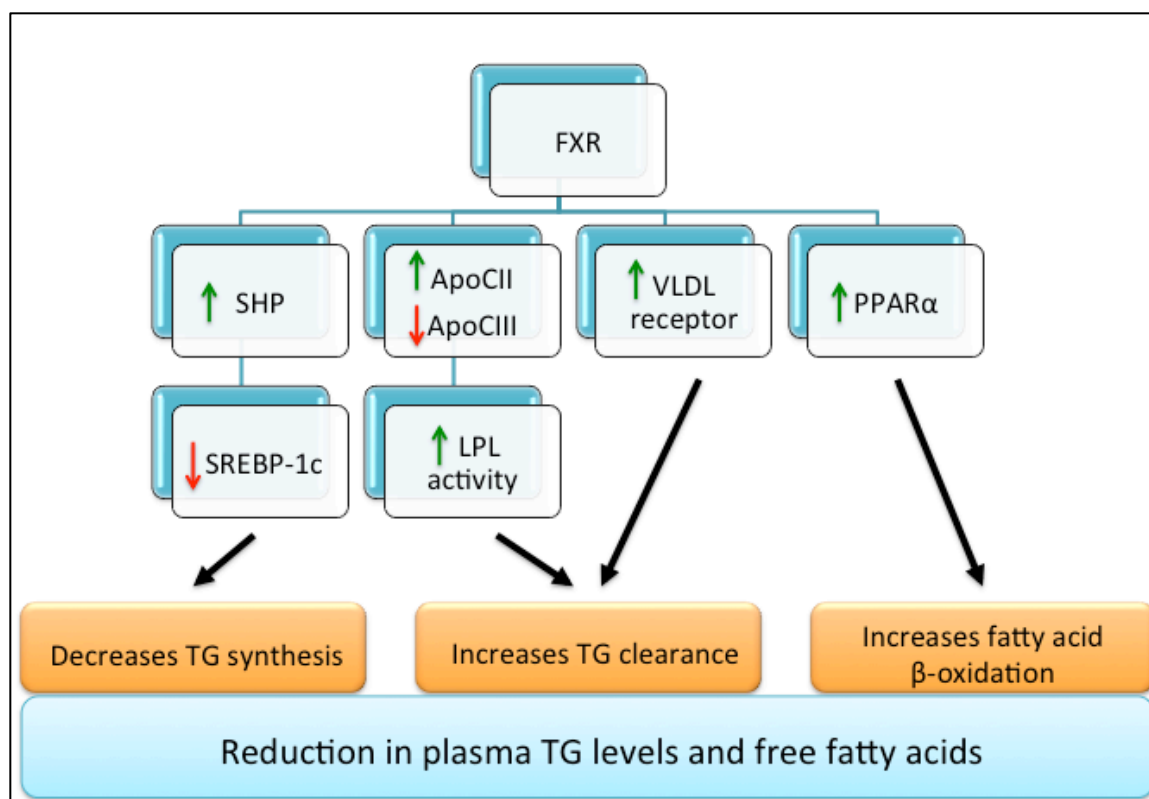 FXR
SHP
ApoCII
ApoCIII
VLDL
receptor
PPARα
SREBP-1c
LPL
activity
Decreases TG synthesis
Increases TG clearance
Increases fatty acid
β-oxidation
Reduction in plasma TG levels and free fatty acids